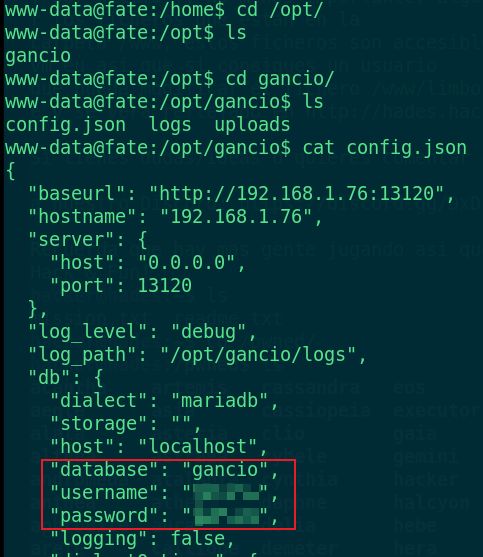 www-data@fate:/home$ cd /opt/
www-data@fate:/opt$ ls
gancio
www-data@fate:/opt$ cd gancio/
www-data@fate:/opt/gancio$ ls
config.json  logs  uploads
www-data@fate:/opt/gancio$ cat config.json
{
  "baseurl": "http://192.168.1.76:13120",
  "hostname": "192.168.1.76",
  "server": {
    "host": "0.0.0.0",
    "port": 13120
  },
  "log_level": "debug",
  "log_path": "/opt/gancio/logs",
  "db": {
    "dialect": "mariadb",
    "storage": "",
    "host": "localhost",
    "database": "gancio",
    "username": "          ",
    "password": "          ",
    "logging": false,